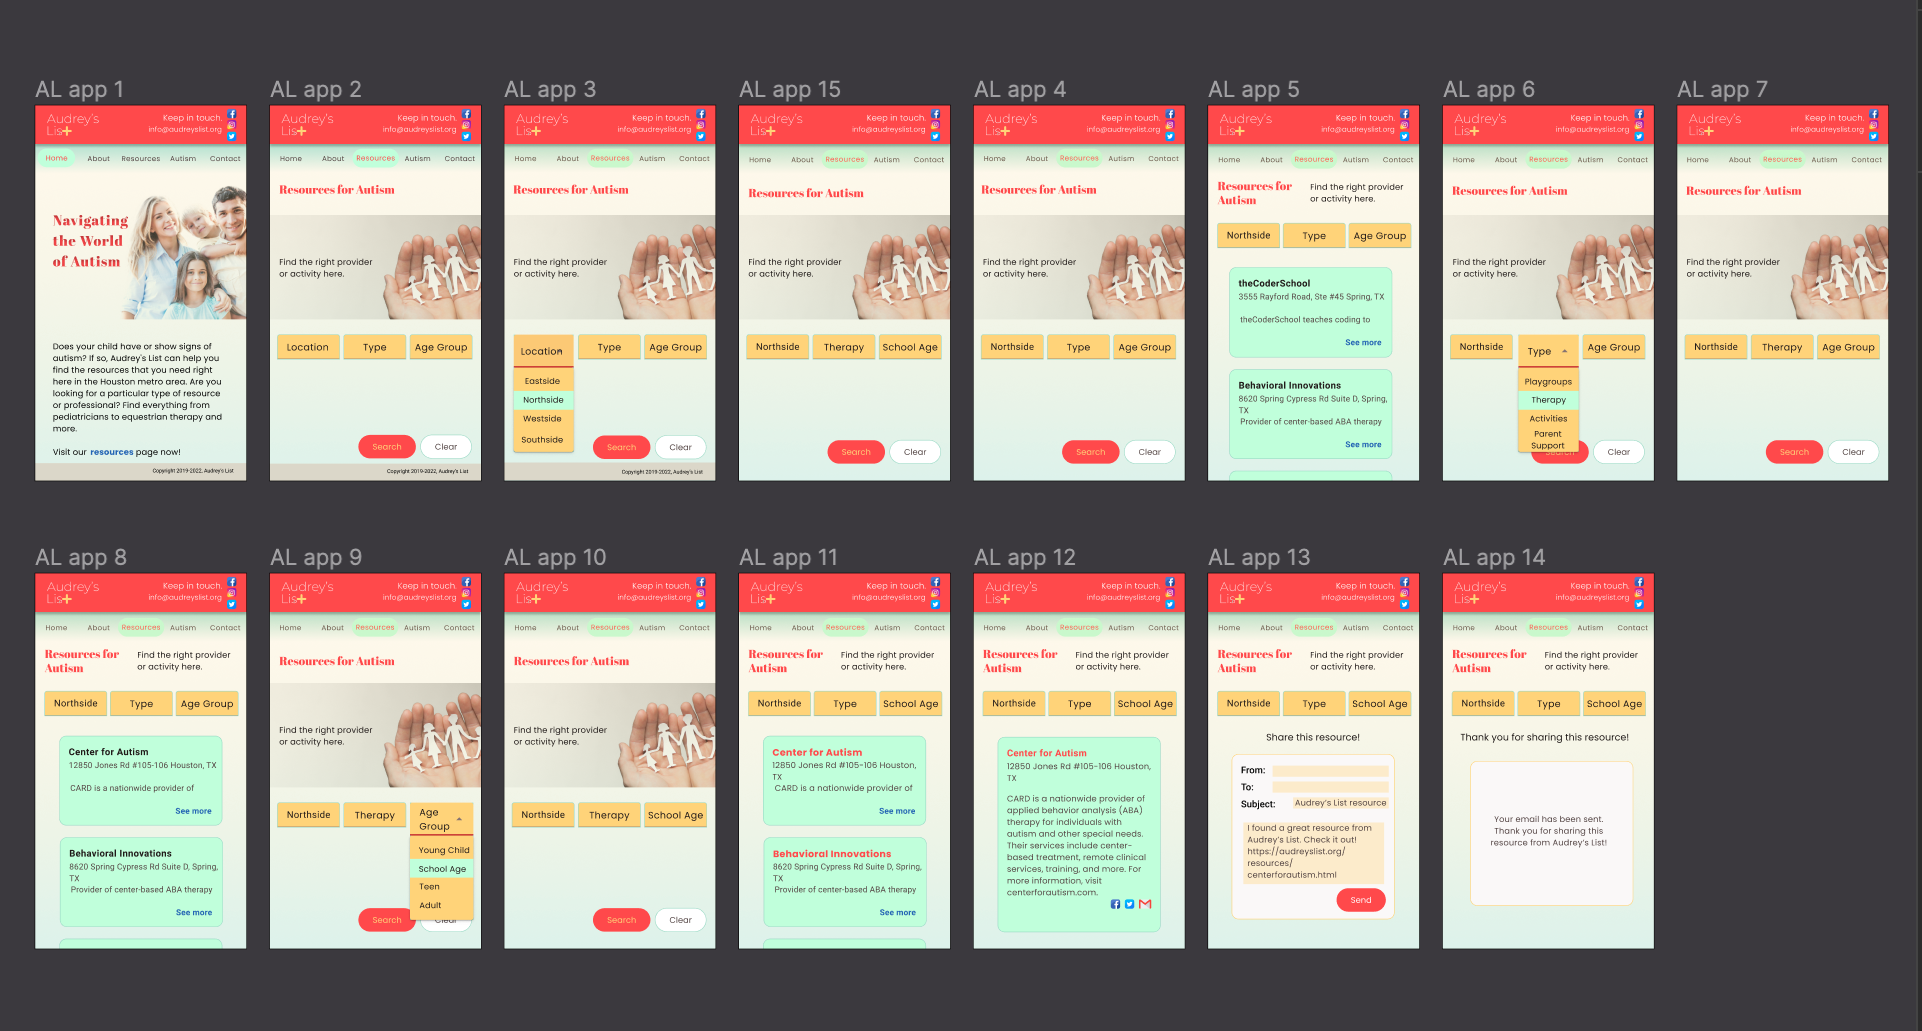 AL app 1
Audrey's
Lis+
Keep in touch.
info@audreyslist.org
Home About Resources Autism Contact
Navigating
the World
of Autism
Does your child have or show signs of
autism? If so, Audrey's List can help you
find the resources that you need right
here in the Houston metro area. Are you
looking for a particular type of resource
or professional? Find everything from
pediatricians to equestrian therapy and
more.
Visit our resources page now!
Copyright 2019-2022, Audrey's List
AL app 2
Audrey's
Lis+
Keep in touch.
info@audreyslist.org
Home About Resources Autism Contact
Resources for Autism
Find the right provider
or activity here.
Location Type Age Group
Search Clear
Copyright 2019-2022, Audrey's List
AL app 3
Audrey's
Lis+
Keep in touch.
info@audreyslist.org
Home About Resources Autism Contact
Resources for Autism
Find the right provider
or activity here.
Location Type Age Group
Eastside
Northside
Westside
Southside
Search Clear
Copyright 2019-2022, Audrey's List
AL app 15
Audrey's
Lis+
Keep in touch.
info@audreyslist.org
Home About Resources Autism Contact
Resources for Autism
Find the right provider
or activity here.
Northside Therapy School Age
Search Clear
AL app 4
Audrey's
Lis+
Keep in touch.
info@audreyslist.org
Home About Resources Autism Contact
Resources for Autism
Find the right provider
or activity here.
Northside Type Age Group
Search Clear
AL app 5
Audrey's
Lis+
Keep in touch.
info@audreyslist.org
Home About Resources Autism Contact
Resources for
Autism
Find the right provider
or activity here.
Northside Type Age Group
theCoderSchool
3555 Rayford Road, Ste #45 Spring, TX
theCoderSchool teaches coding to
See more
Behavioral Innovations
8620 Spring Cypress Rd Suite D, Spring,
TX
Provider of center-based ABA therapy
See more
AL app 6
Audrey's
Lis+
Keep in touch.
info@audreyslist.org
Home About Resources Autism Contact
Resources for Autism
Find the right provider
or activity here.
Northside Type Age Group
Playgroups
Therapy
Activities
Parent
Support
Search Clear
AL app 7
Audrey's
Lis+
Keep in touch.
info@audreyslist.org
Home About Resources Autism Contact
Resources for Autism
Find the right provider
or activity here.
Northside Therapy Age Group
Search Clear
AL app 8
Audrey's
Lis+
Keep in touch.
info@audreyslist.org
Home About Resources Autism Contact
Resources for
Autism
Find the right provider
or activity here.
Northside Type Age Group
Center for Autism
12850 Jones Rd #105-106 Houston, TX
CARD is a nationwide provider of
See more
Behavioral Innovations
8620 Spring Cypress Rd Suite D, Spring,
TX
Provider of center-based ABA therapy
See more
AL app 9
Audrey's
Lis+
Keep in touch.
info@audreyslist.org
Home About Resources Autism Contact
Resources for Autism
Find the right provider
or activity here.
Northside Therapy Age
Group
Young Child
School Age
Teen
Adult
Search Clear
AL app 10
Audrey's
Lis+
Keep in touch.
info@audreyslist.org
Home About Resources Autism Contact
Resources for Autism
Find the right provider
or activity here.
Northside Therapy School Age
Search Clear
AL app 11
Audrey's
Lis+
Keep in touch.
info@audreyslist.org
Home About Resources Autism Contact
Resources for
Autism
Find the right provider
or activity here.
Northside Type School Age
Center for Autism
12850 Jones Rd #105-106 Houston,
TX
CARD is a nationwide provider of
See more
Behavioral Innovations
8620 Spring Cypress Rd Suite D, Spring,
TX
Provider of center-based ABA therapy
See more
AL app 12
Audrey's
Lis+
Keep in touch.
info@audreyslist.org
Home About Resources Autism Contact
Resources for
Autism
Find the right provider
or activity here.
Northside Type School Age
Center for Autism
12850 Jones Rd #105-106 Houston,
TX
CARD is a nationwide provider of
applied behavior analysis (ABA)
therapy for individuals with
autism and other special needs.
Their services include center-
based treatment, remote clinical
services, training, and more. For
more information, visit
centerforautism.com.
AL app 13
Audrey's
Lis+
Keep in touch.
info@audreyslist.org
Home About Resources Autism Contact
Resources for
Autism
Find the right provider
or activity here.
Northside Type School Age
Share this resource!
From:
To:
Subject: Audrey's List resource
I found a great resource from
Audrey's List. Check it out!
https://audreyslist.org/
resources/
centerforautism.html
Send
AL app 14
Audrey's
Lis+
Keep in touch.
info@audreyslist.org
Home About Resources Autism Contact
Resources for
Autism
Find the right provider
or activity here.
Northside Type School Age
Thank you for sharing this resource!
Your email has been sent.
Thank you for sharing this
resource from Audrey's List!